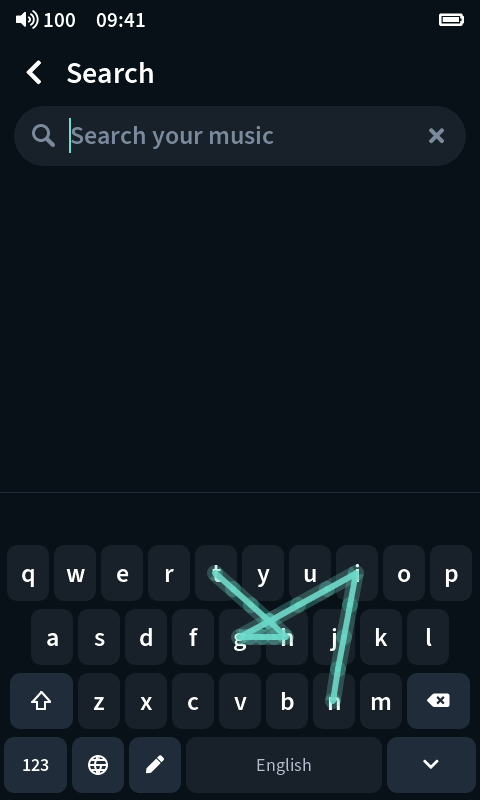 100 09:41
Search
Search your music
q w e r t y u i o p
a s d f g h j k l
z x c v b n m
123 English